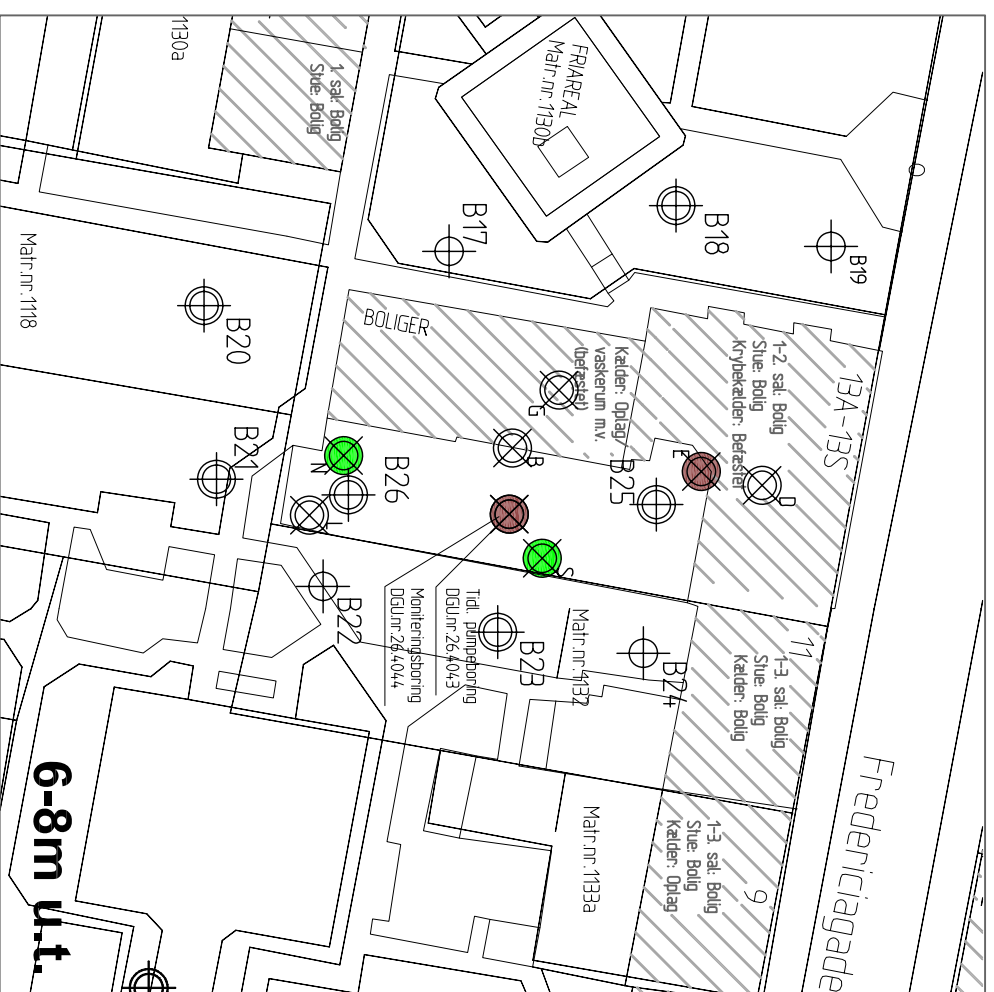 1130a
1. sal: Bolig
Stue: Bolig
FRIAREAL
Matr.nr. 1130b
B17
B18
B19
Matr.nr.1118
B20
BOLIGER
Kælder: Oplag
vaskerum m.v.
(befæstet)
1-2. sal: Bolig
Stue: Bolig
Krybekælder: Befæstet
13A-13S
G
B21
N
B26
B
B25
E
D
S
B22
Moniteringsboring
DGU.nr.26.4044
Tidl. pumpeboring
DGU.nr.26.4043
B23
Matr.nr.1132
B24
1-3. sal: Bolig
Stue: Bolig
Kælder: Bolig
11
Matr.nr.1133a
1-3. sal: Bolig
Stue: Bolig
Kælder: Oplag
9
Fredericiagade
6-8m u.t.